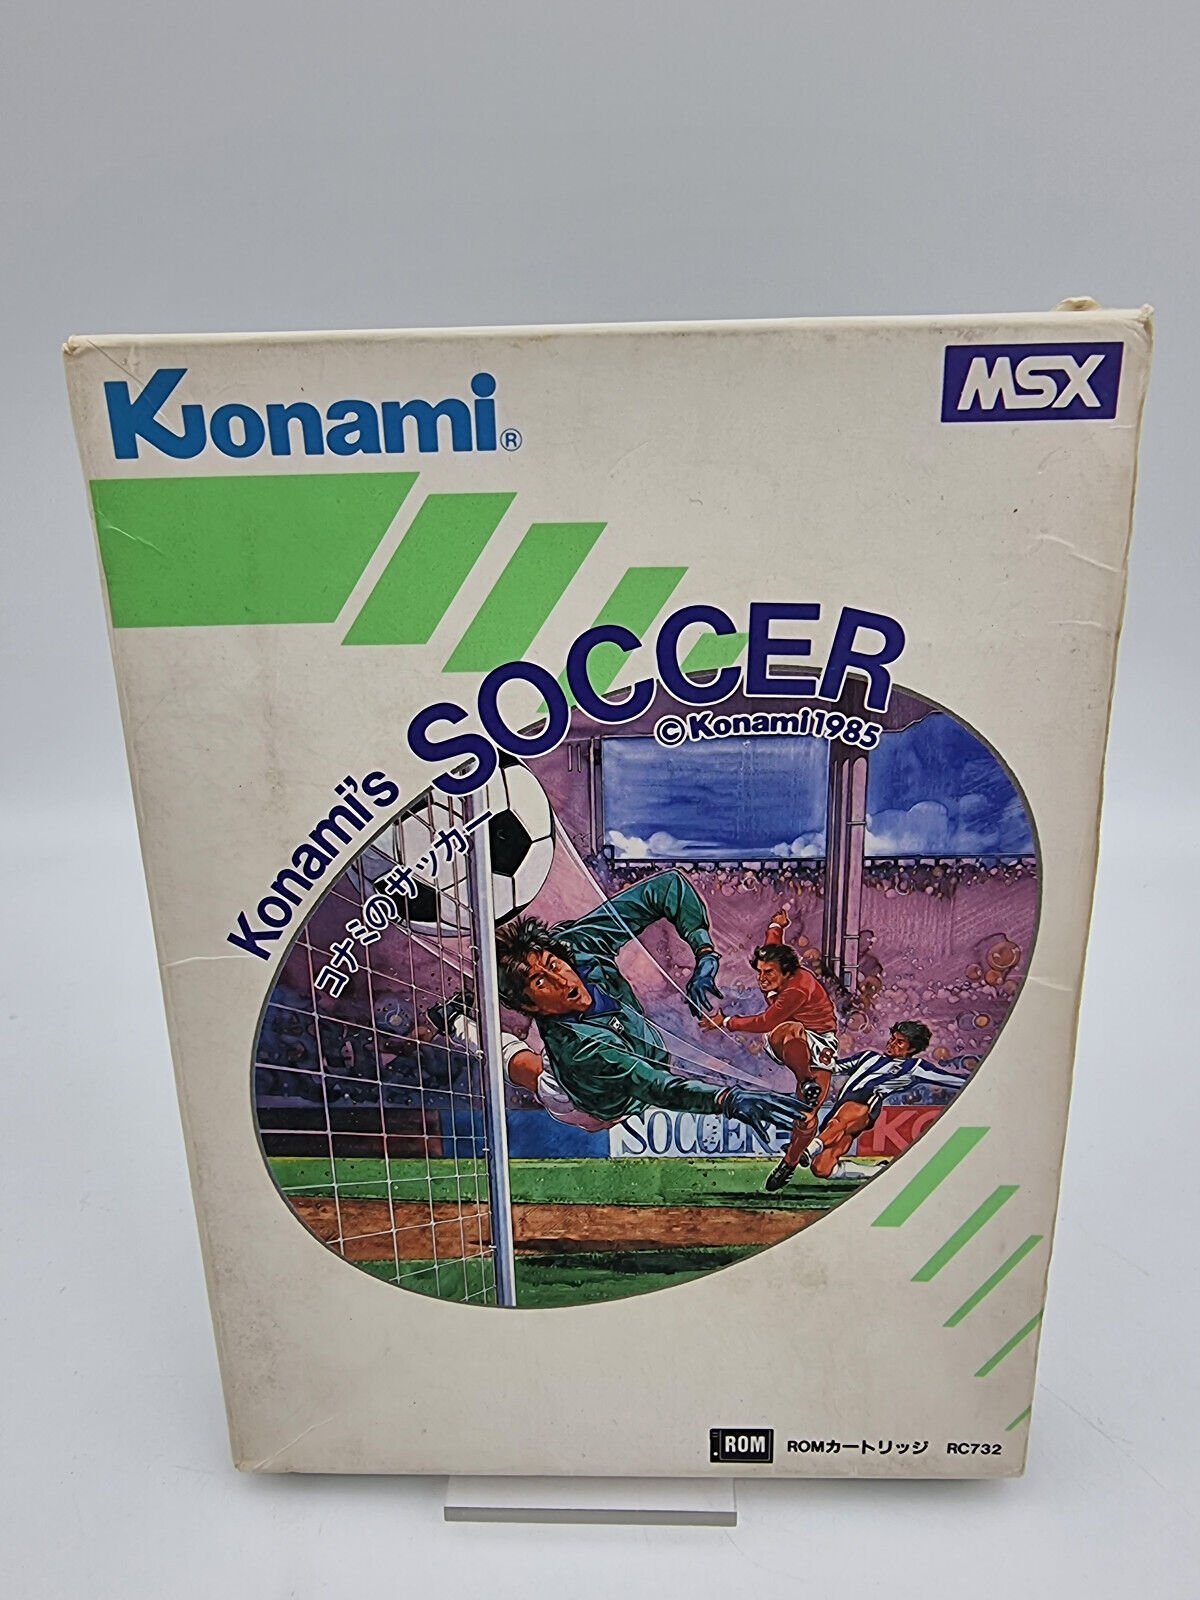 Konami®
MSX
Konami's SOCCER
©Konami 1985
コナミのサッカー
SOCCER
KO
ROM ROMカートリッジ RC732